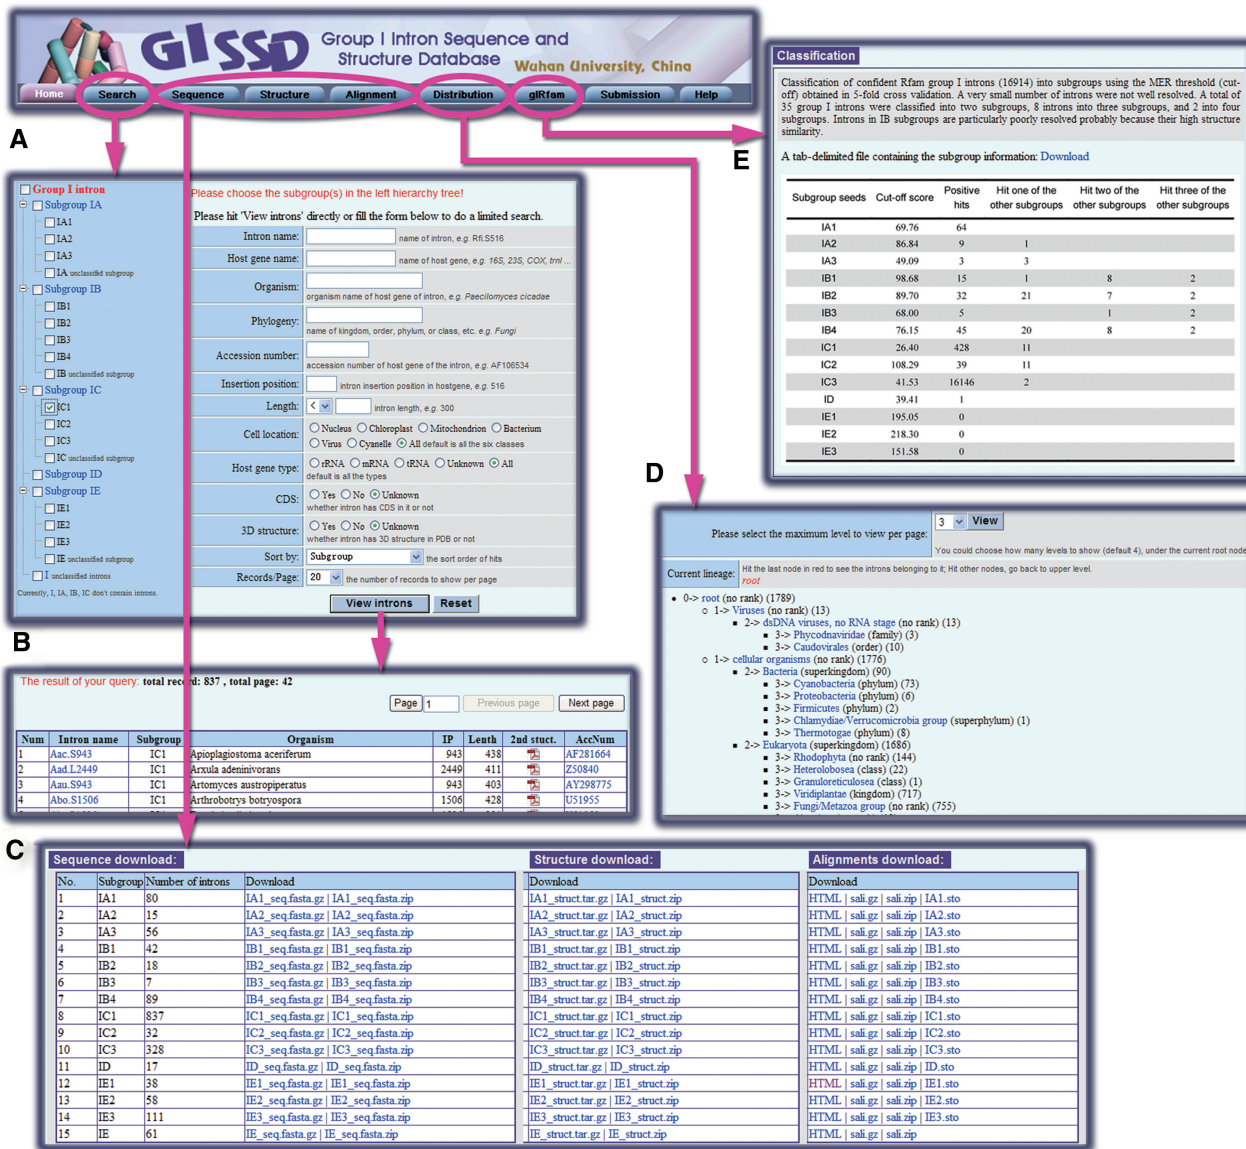 GISSD
Group I Intron Sequence and
Structure Database
Wuhan University, China
Home Search Sequence Structure Alignment Distribution gIRfam Submission Help
A
Group I intron
Subgroup IA
IA1
IA2
IA3
IA unclassified subgroup
Subgroup IB
IB1
IB2
IB3
IB4
IB unclassified subgroup
Subgroup IC
IC1
IC2
IC3
IC unclassified subgroup
Subgroup ID
Subgroup IE
IE1
IE2
IE3
IE unclassified subgroup
I unclassified introns
Currently, I, IA, IB, IC don't contain introns.
Please choose the subgroup(s) in the left hierarchy tree!
Please hit 'View introns' directly or fill the form below to do a limited search.
Intron name: name of intron, e.g. Rfi.S516
Host gene name: name of host gene, e.g. 16S, 23S, COX, trnl ...
Organism:
organism name of host gene of intron, e.g. Paecilomyces cicadae
Phylogeny:
name of kingdom, order, phylum, or class, etc. e.g. Fungi
Accession number:
accession number of host gene of the intron, e.g. AF106534
Insertion position: intron insertion position in hostgene, e.g. 516
Length: < intron length, e.g. 300
Cell location: Nucleus Chloroplast Mitochondrion Bacterium
Virus Cyanelle All default is all the six classes
Host gene type: rRNA mRNA tRNA Unknown All
default is all the types
CDS: Yes No Unknown
whether intron has CDS in it or not
3D structure: Yes No Unknown
whether intron has 3D structure in PDB or not
Sort by: Subgroup the sort order of hits
Records/Page: 20 the number of records to show per page
View introns Reset
B
The result of your query: total record: 837 , total page: 42
Page 1 Previous page Next page
Num Intron name Subgroup Organism IP Lenth 2nd stuct. AccNum
1 Aac.S943 IC1 Apioplagiostoma aceriferum 943 438 AF281664
2 Aad.L2449 IC1 Arxula adeninivorans 2449 411 Z50840
3 Aau.S943 IC1 Artomyces austropiperatus 943 403 AY298775
4 Abo.S1506 IC1 Arthrobotrys botryospora 1506 428 U51955
C
Sequence download: Structure download: Alignments download:
No. Subgroup Number of introns Download Download Download
1 IA1 80 IA1_seq.fasta.gz | IA1_seq.fasta.zip IA1_struct.tar.gz | IA1_struct.zip HTML | sali.gz | sali.zip | IA1.sto
2 IA2 15 IA2_seq.fasta.gz | IA2_seq.fasta.zip IA2_struct.tar.gz | IA2_struct.zip HTML | sali.gz | sali.zip | IA2.sto
3 IA3 56 IA3_seq.fasta.gz | IA3_seq.fasta.zip IA3_struct.tar.gz | IA3_struct.zip HTML | sali.gz | sali.zip | IA3.sto
4 IB1 42 IB1_seq.fasta.gz | IB1_seq.fasta.zip IB1_struct.tar.gz | IB1_struct.zip HTML | sali.gz | sali.zip | IB1.sto
5 IB2 18 IB2_seq.fasta.gz | IB2_seq.fasta.zip IB2_struct.tar.gz | IB2_struct.zip HTML | sali.gz | sali.zip | IB2.sto
6 IB3 7 IB3_seq.fasta.gz | IB3_seq.fasta.zip IB3_struct.tar.gz | IB3_struct.zip HTML | sali.gz | sali.zip | IB3.sto
7 IB4 89 IB4_seq.fasta.gz | IB4_seq.fasta.zip IB4_struct.tar.gz | IB4_struct.zip HTML | sali.gz | sali.zip | IB4.sto
8 IC1 837 IC1_seq.fasta.gz | IC1_seq.fasta.zip IC1_struct.tar.gz | IC1_struct.zip HTML | sali.gz | sali.zip | IC1.sto
9 IC2 32 IC2_seq.fasta.gz | IC2_seq.fasta.zip IC2_struct.tar.gz | IC2_struct.zip HTML | sali.gz | sali.zip | IC2.sto
10 IC3 328 IC3_seq.fasta.gz | IC3_seq.fasta.zip IC3_struct.tar.gz | IC3_struct.zip HTML | sali.gz | sali.zip | IC3.sto
11 ID 17 ID_seq.fasta.gz | ID_seq.fasta.zip ID_struct.tar.gz | ID_struct.zip HTML | sali.gz | sali.zip | ID.sto
12 IE1 38 IE1_seq.fasta.gz | IE1_seq.fasta.zip IE1_struct.tar.gz | IE1_struct.zip HTML | sali.gz | sali.zip | IE1.sto
13 IE2 58 IE2_seq.fasta.gz | IE2_seq.fasta.zip IE2_struct.tar.gz | IE2_struct.zip HTML | sali.gz | sali.zip | IE2.sto
14 IE3 111 IE3_seq.fasta.gz | IE3_seq.fasta.zip IE3_struct.tar.gz | IE3_struct.zip HTML | sali.gz | sali.zip | IE3.sto
15 IE 61 IE_seq.fasta.gz | IE_seq.fasta.zip IE_struct.tar.gz | IE_struct.zip HTML | sali.gz | sali.zip
D
Please select the maximum level to view per page: 3 View
You could choose how many levels to show (default 4), under the current root node
Current lineage: Hit the last node in red to see the introns belonging to it; Hit other nodes, go back to upper level.
root
0-> root (no rank) (1789)
1-> Viruses (no rank) (13)
2-> dsDNA viruses, no RNA stage (no rank) (13)
3-> Phycodnaviridae (family) (3)
3-> Caudovirales (order) (10)
1-> cellular organisms (no rank) (1776)
2-> Bacteria (superkingdom) (90)
3-> Cyanobacteria (phylum) (73)
3-> Proteobacteria (phylum) (6)
3-> Firmicutes (phylum) (2)
3-> Chlamydiae/Verrucomicrobia group (superphylum) (1)
3-> Thermotogae (phylum) (8)
2-> Eukaryota (superkingdom) (1686)
3-> Rhodophyta (no rank) (144)
3-> Heterolobosea (class) (22)
3-> Granuloreticulosea (class) (1)
3-> Viridiplantae (kingdom) (717)
3-> Fungi/Metazoa group (no rank) (755)
E
Classification
Classification of confident Rfam group I introns (16914) into subgroups using the MER threshold (cut-
off) obtained in 5-fold cross validation. A very small number of introns were not well resolved. A total of
35 group I introns were classified into two subgroups, 8 introns into three subgroups, and 2 into four
subgroups. Introns in IB subgroups are particularly poorly resolved probably because their high structure
similarity.
A tab-delimited file containing the subgroup information: Download
Subgroup seeds Cut-off score Positive hits Hit one of the other subgroups Hit two of the other subgroups Hit three of the other subgroups
IA1 69.76 64
IA2 86.84 9 1
IA3 49.09 3 3
IB1 98.68 15 1 8 2
IB2 89.70 32 21 7 2
IB3 68.00 5 1 2
IB4 76.15 45 20 8 2
IC1 26.40 428 11
IC2 108.29 39 11
IC3 41.53 16146 2
ID 39.41 1
IE1 195.05 0
IE2 218.30 0
IE3 151.58 0